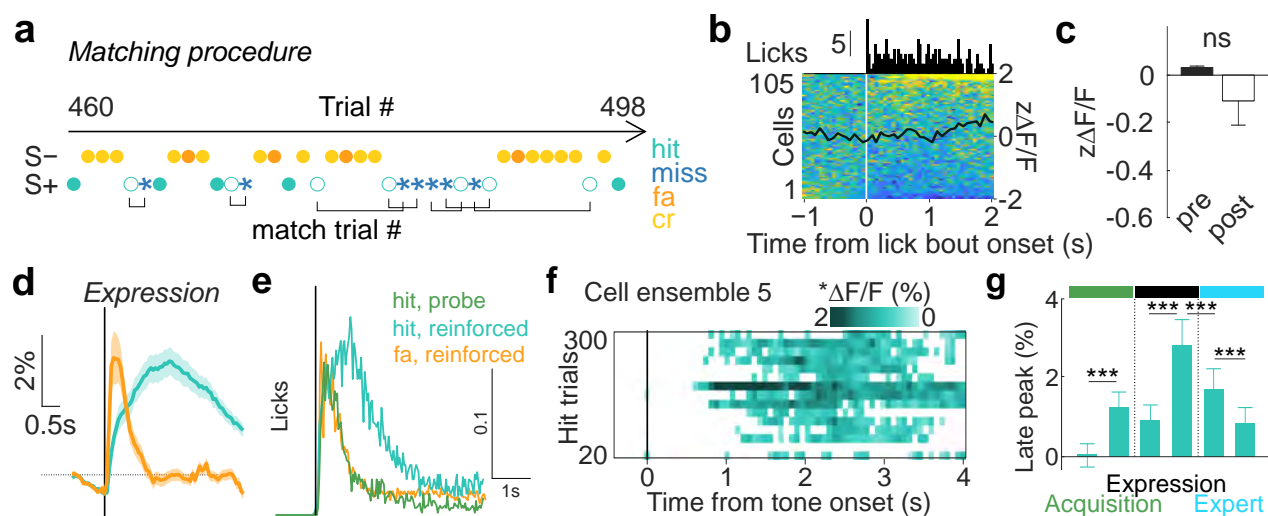 a
Matching procedure
460
Trial #
498
S−
S+
match trial #
hit
miss
fa
cr
b
Licks
5
105
Cells
1
2
0
-2
zΔF/F
-1
0
1
2
Time from lick bout onset (s)
c
ns
0
-0.2
-0.4
-0.6
zΔF/F
pre
post
d
Expression
2%
0.5s
e
hit, probe
hit, reinforced
fa, reinforced
Licks
0.1
1s
f
Cell ensemble 5
*ΔF/F (%)
2
0
300
Hit trials
20
0
1
2
3
4
Time from tone onset (s)
g
4
2
0
Late peak (%)
***
*** ***
***
Expression
Acquisition
Expert